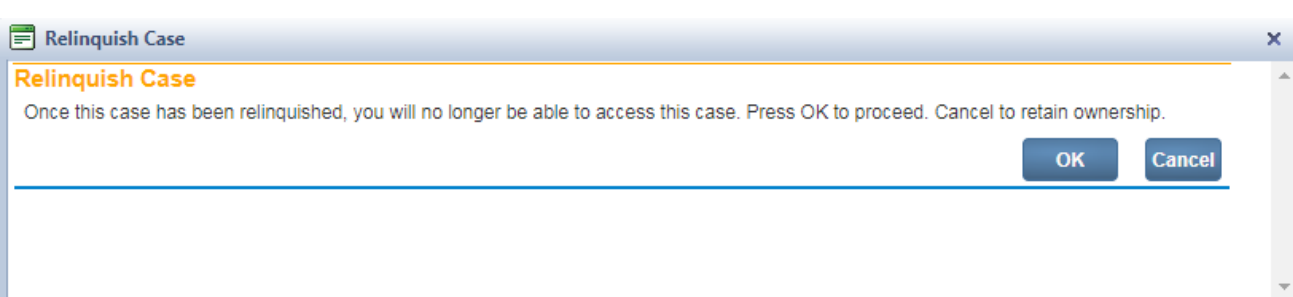 Relinquish Case
Relinquish Case
Once this case has been relinquished, you will no longer be able to access this case. Press OK to proceed. Cancel to retain ownership.
OK Cancel